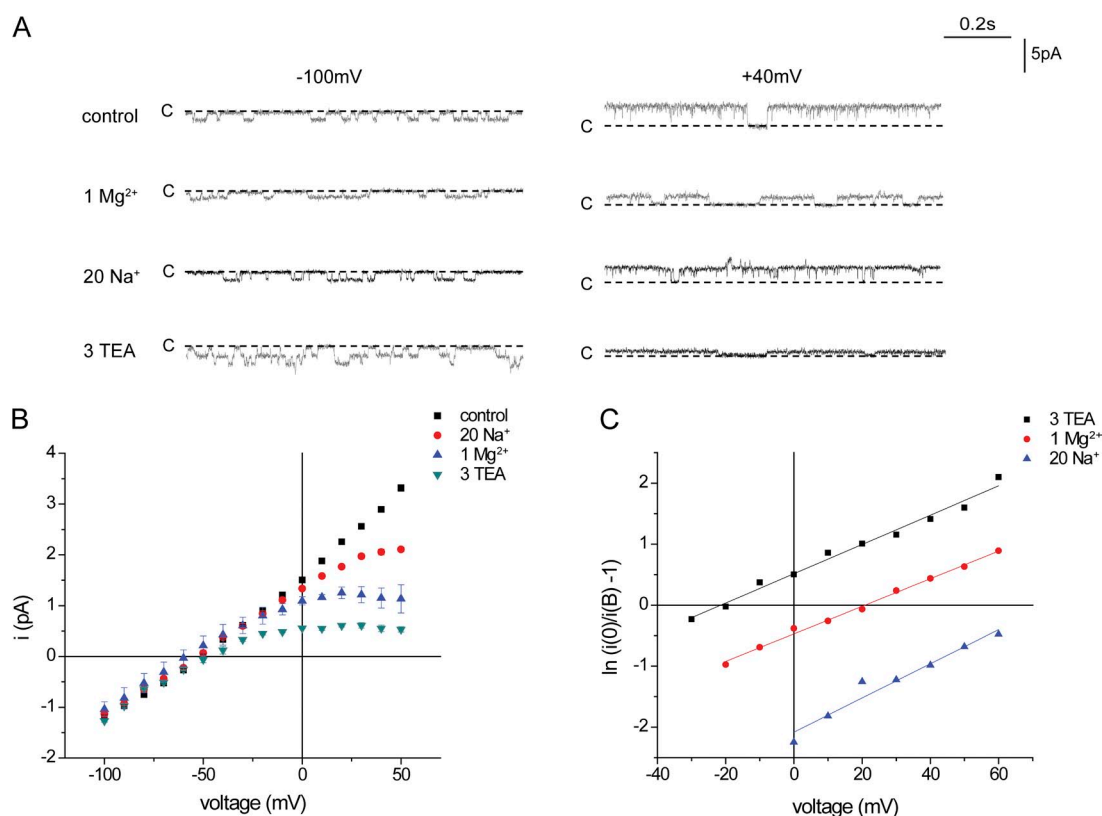 A
0.2s
5pA
-100mV
+40mV
control
C
C
1 Mg²⁺
C
C
20 Na⁺
C
C
3 TEA
C
C
B
control
20 Na⁺
1 Mg²⁺
3 TEA
4
3
2
1
0
-1
-2
-100
-50
0
50
i (pA)
voltage (mV)
C
3 TEA
1 Mg²⁺
20 Na⁺
2
1
0
-1
-2
-40
-20
0
20
40
60
ln (i(0)/i(B) -1)
voltage (mV)